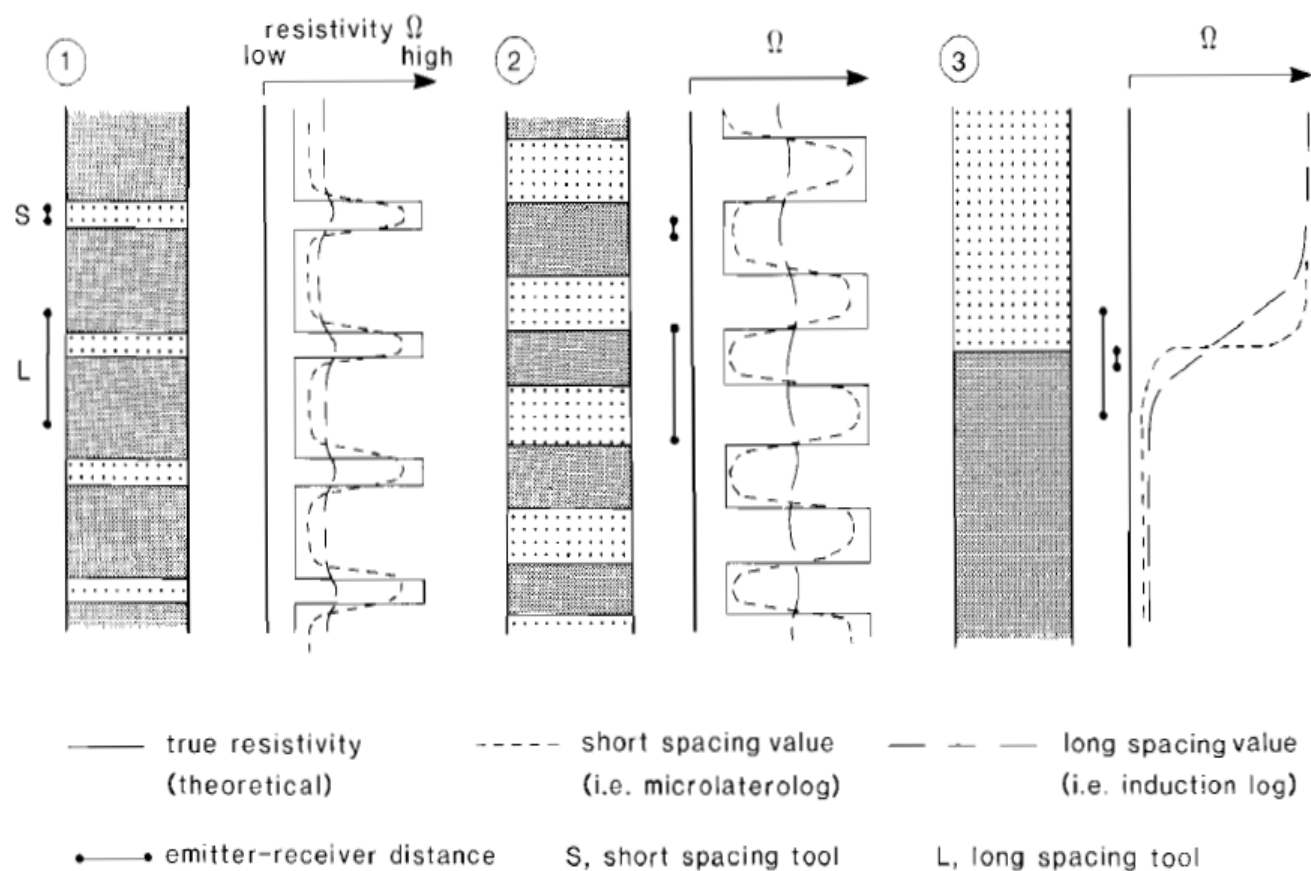 1
resistivity Ω
low high
2
Ω
3
Ω
S
L
true resistivity
(theoretical)
short spacing value
(i.e. microlaterolog)
long spacing value
(i.e. induction log)
emitter-receiver distance
S, short spacing tool
L, long spacing tool